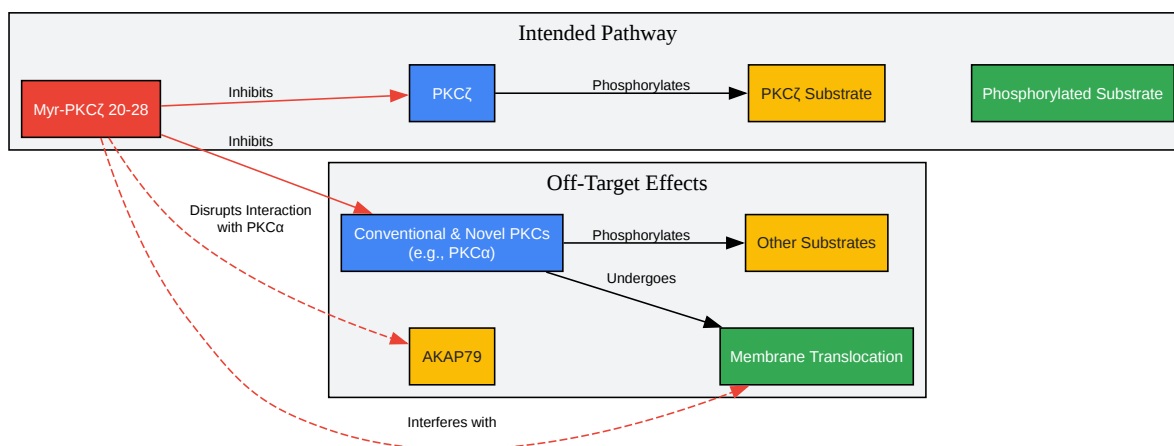 Intended Pathway
Myr-PKCζ 20-28
Inhibits
PKCζ
Phosphorylates
PKCζ Substrate
Phosphorylated Substrate
Inhibits
Off-Target Effects
Disrupts Interaction
with PKCα
Conventional & Novel PKCs
(e.g., PKCα)
Phosphorylates
Other Substrates
Undergoes
AKAP79
Membrane Translocation
Interferes with